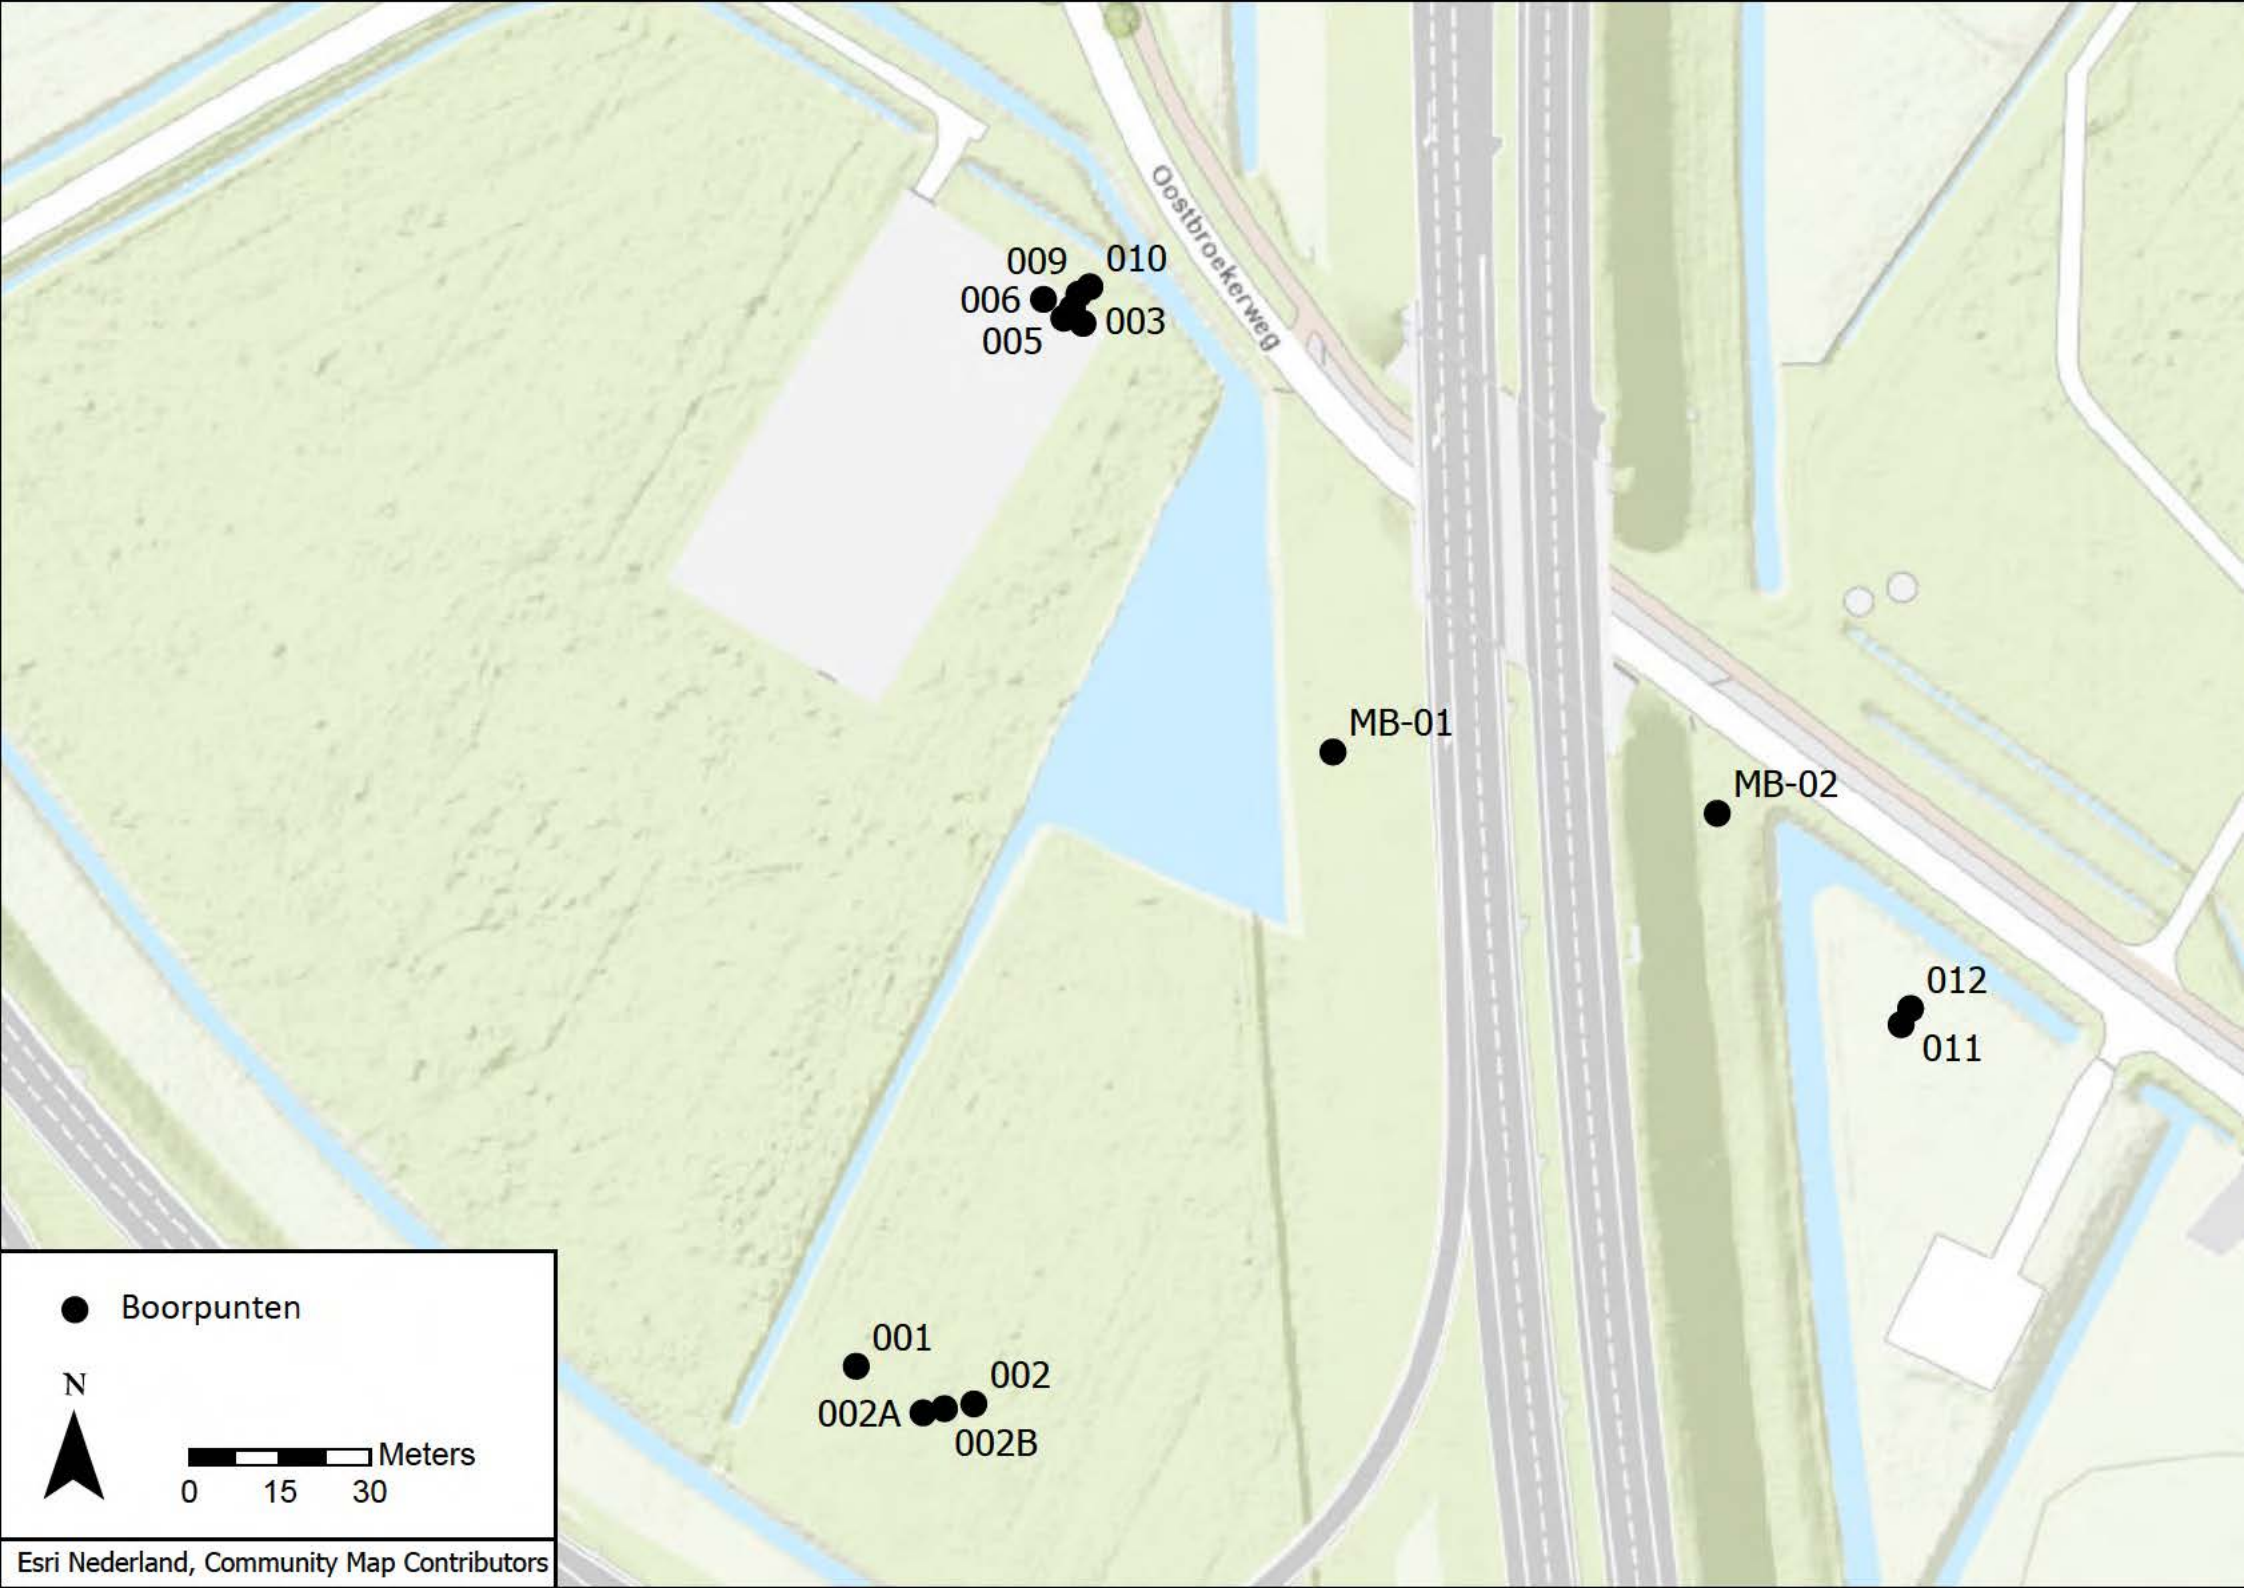 Oostbroekerweg
009
010
006
003
005
MB-01
MB-02
012
011
001
002
002A
002B
Boorpunten
N
Meters
0 15 30
Esri Nederland, Community Map Contributors